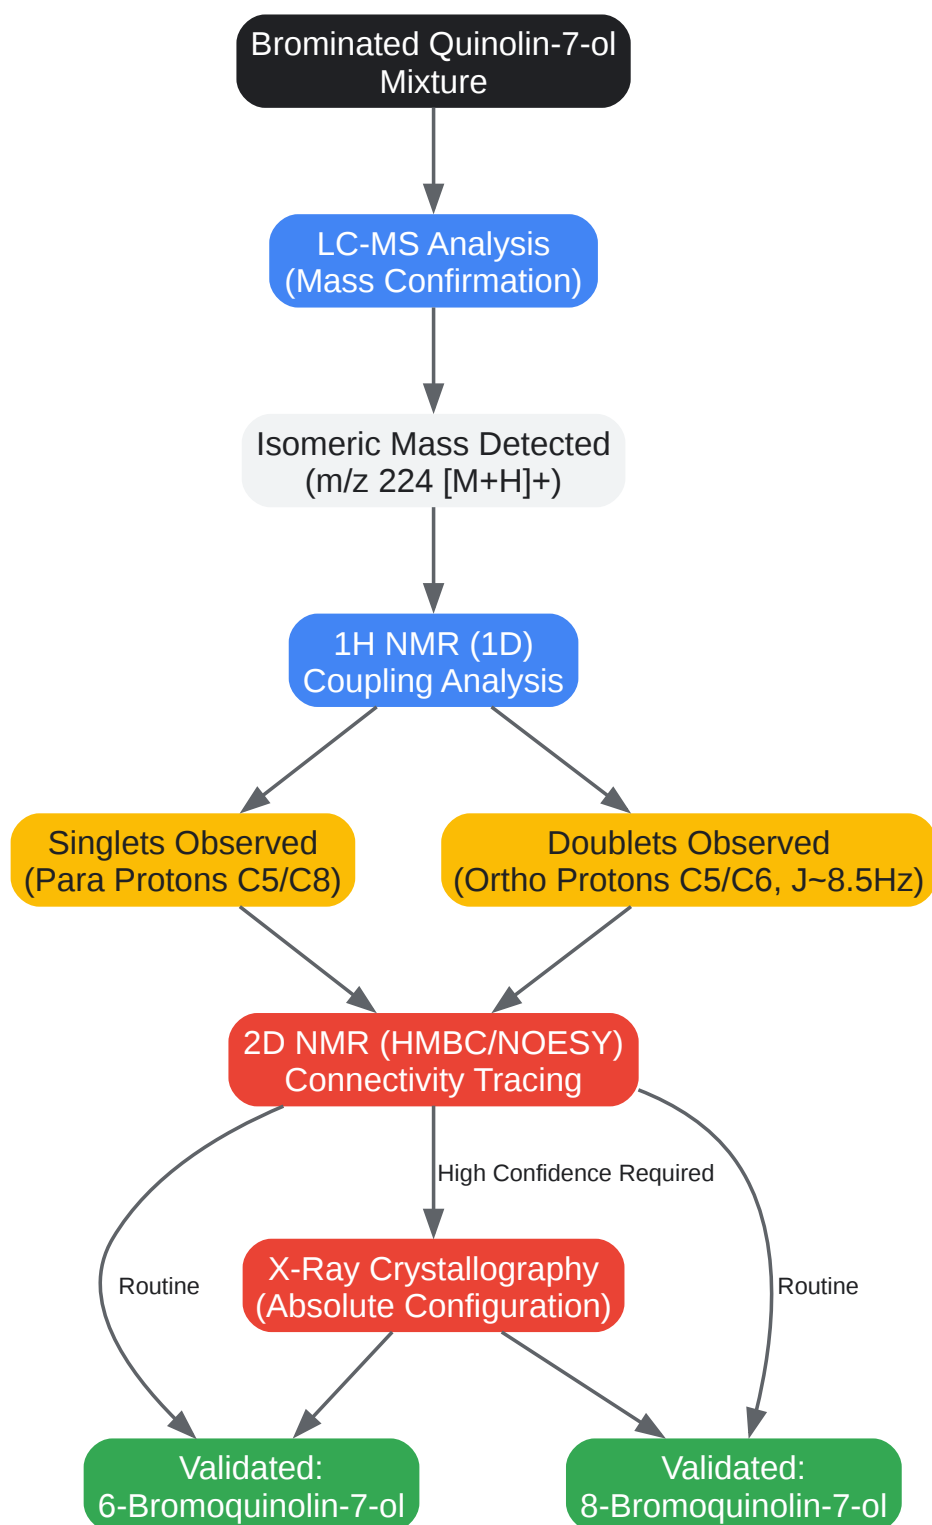 Brominated Quinolin-7-ol
Mixture
LC-MS Analysis
(Mass Confirmation)
Isomeric Mass Detected
(m/z 224 [M+H]+)
1H NMR (1D)
Coupling Analysis
Singlets Observed
(Para Protons C5/C8)
Doublets Observed
(Ortho Protons C5/C6, J~8.5Hz)
2D NMR (HMBC/NOESY)
Connectivity Tracing
High Confidence Required
X-Ray Crystallography
(Absolute Configuration)
Routine
Routine
Validated:
6-Bromoquinolin-7-ol
Validated:
8-Bromoquinolin-7-ol